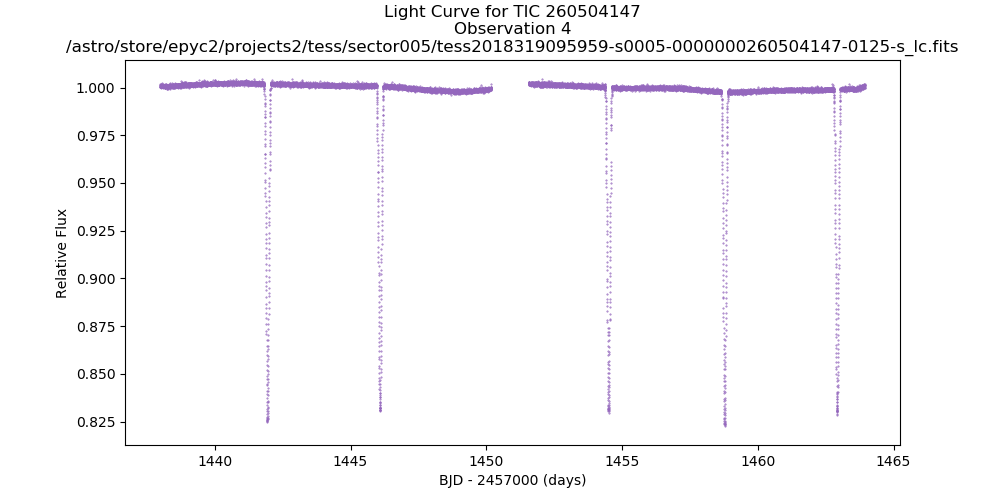 Light Curve for TIC 260504147
Observation 4
/astro/store/epyc2/projects2/tess/sector005/tess2018319095959-s0005-0000000260504147-0125-s_lc.fits
1.000
0.975
0.950
0.925
0.900
0.875
0.850
0.825
Relative Flux
1440
1445
1450
1455
1460
1465
BJD - 2457000 (days)